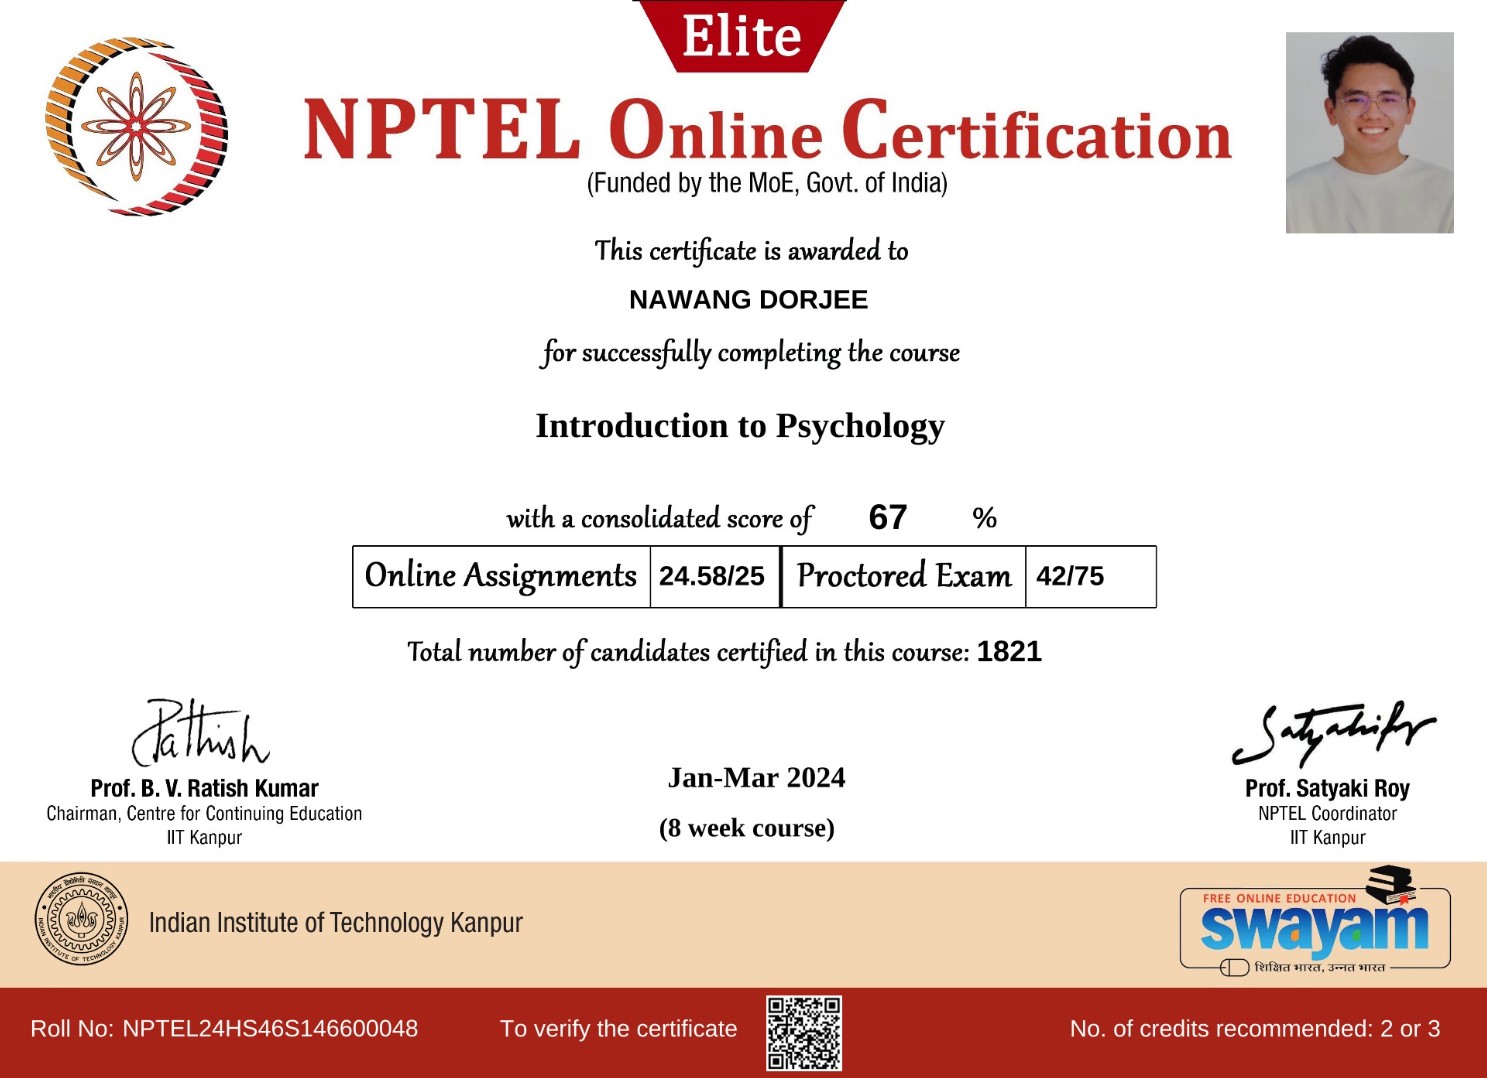 Elite
NPTEL Online Certification
(Funded by the MoE, Govt. of India)
This certificate is awarded to
NAWANG DORJEE
for successfully completing the course
Introduction to Psychology
with a consolidated score of 67 %
Online Assignments 24.58/25 Proctored Exam 42/75
Total number of candidates certified in this course: 1821
Prof. B. V. Ratish Kumar
Chairman, Centre for Continuing Education
IIT Kanpur
Jan-Mar 2024
(8 week course)
Prof. Satyaki Roy
NPTEL Coordinator
IIT Kanpur
Indian Institute of Technology Kanpur
FREE ONLINE EDUCATION
swayam
शिक्षित भारत, उन्नत भारत
Roll No: NPTEL24HS46S146600048
To verify the certificate
No. of credits recommended: 2 or 3